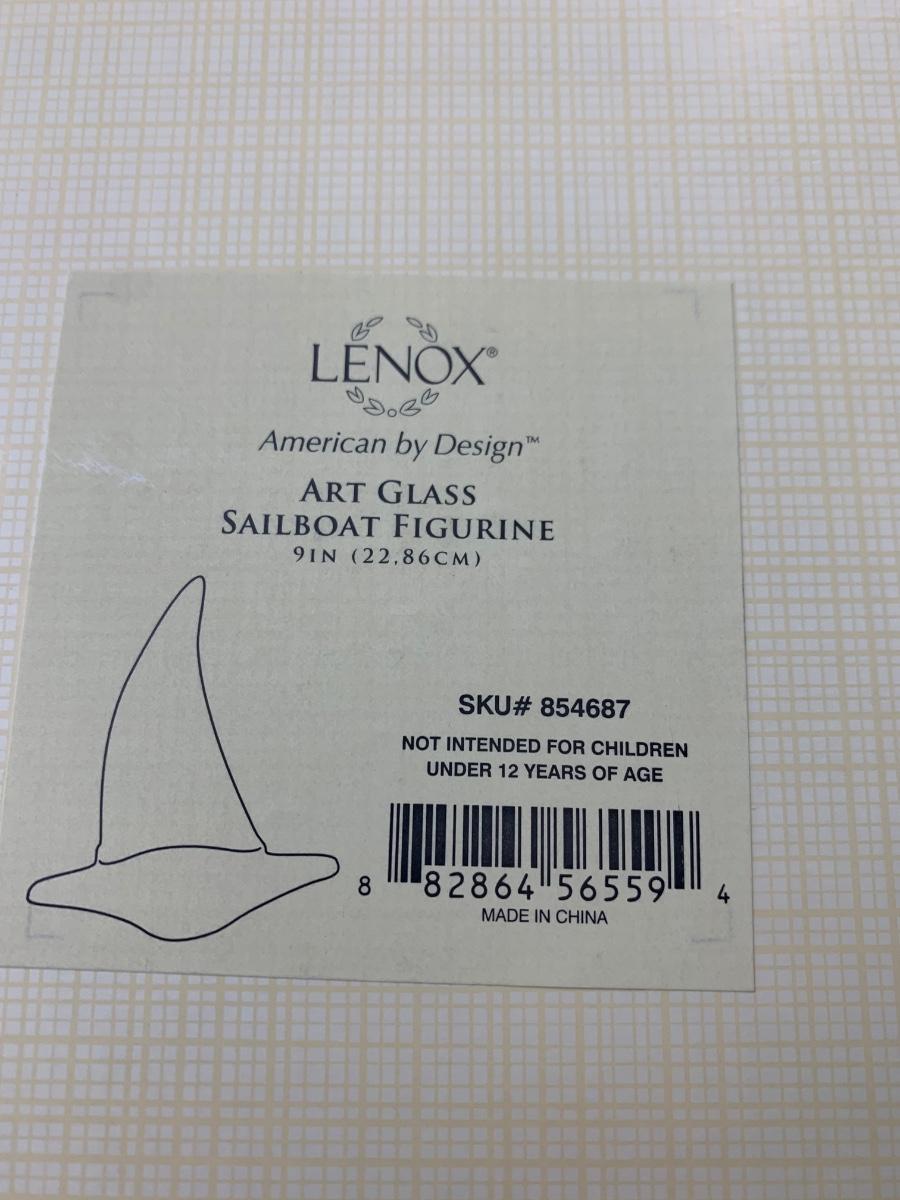 LENOX®
American by Design™
ART GLASS
SAILBOAT FIGURINE
9IN (22,86CM)
SKU# 854687
NOT INTENDED FOR CHILDREN
UNDER 12 YEARS OF AGE
8 82864 56559 4
MADE IN CHINA